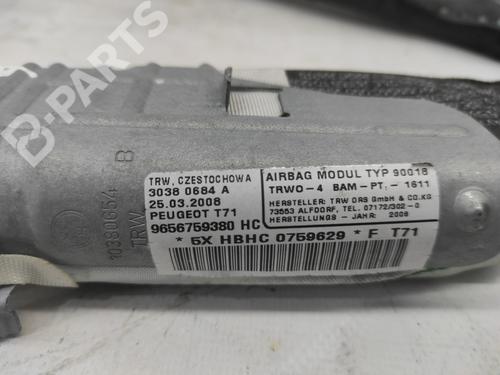 B-PARTS
10390654 B
TRW
TRW, CZESTOCHOWA
3038 0684 A
25.03.2008
PEUGEOT T71
9656759380 HC
AIRBAG MODUL TYP 90018
TRWO-4 BAM-PT.-1611
HERSTELLER: TRW ORS GmbH & CO.KG
73553 ALFDORF, TEL. 07172/302-0
HERSTELLUNGS - JAHR: 2008
* 5X HBHC 0759629 * F T71